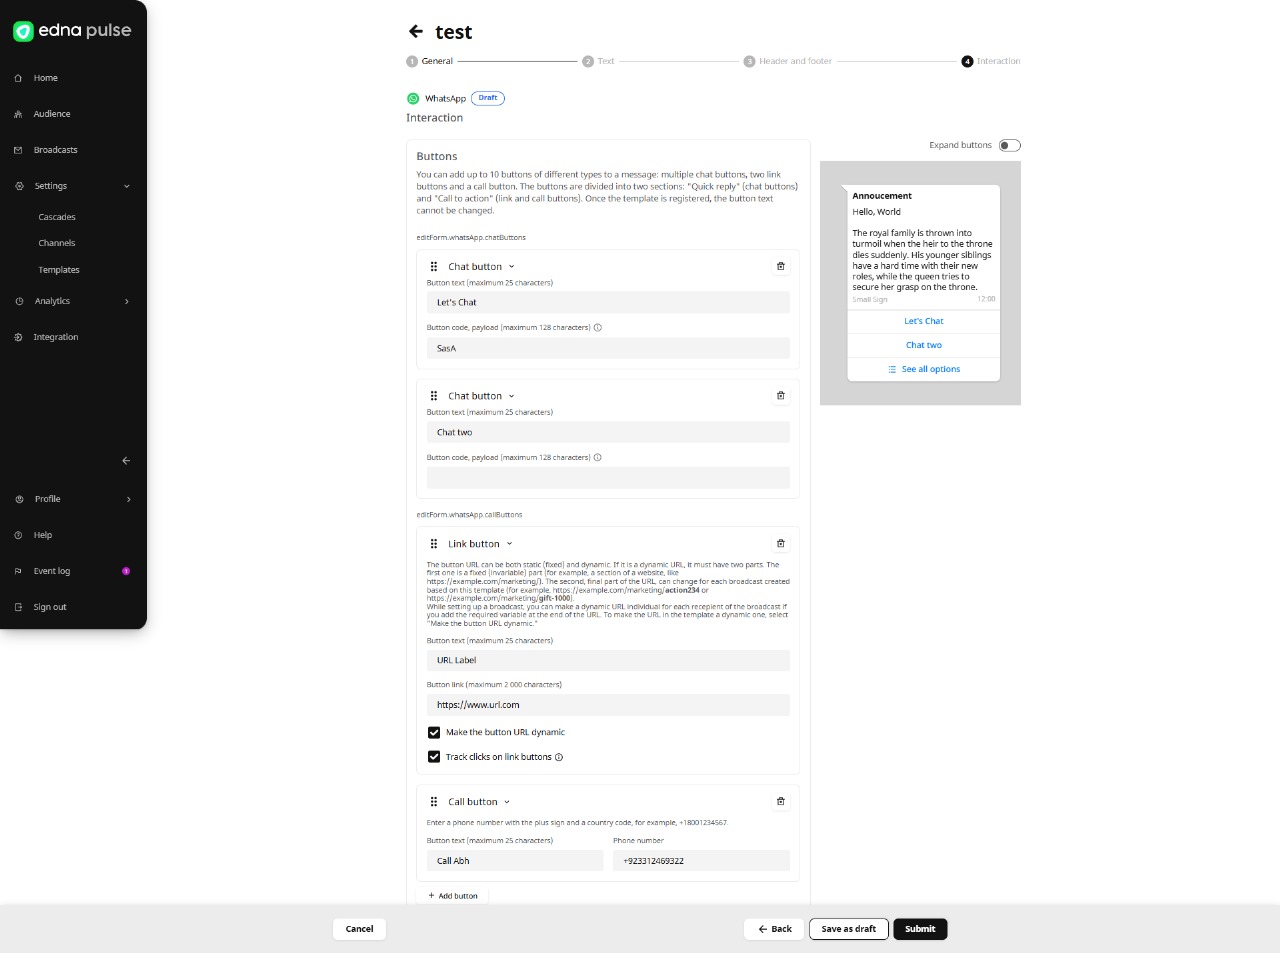 edna pulse
Home
Audience
Broadcasts
Settings
Cascades
Channels
Templates
Analytics
Integration
Profile
Help
Event log
1
Sign out
test
1 General
2 Text
3 Header and footer
4 Interaction
WhatsApp Draft
Interaction
Buttons
You can add up to 10 buttons of different types to a message: multiple chat buttons, two link
buttons and a call button. The buttons are divided into two sections: "Quick reply" (chat buttons)
and "Call to action" (link and call buttons). Once the template is registered, the button text
cannot be changed.
editForm.whatsApp.chatButtons
Chat button
Button text (maximum 25 characters)
Let's Chat
Button code, payload (maximum 128 characters)
SasA
Chat button
Button text (maximum 25 characters)
Chat two
Button code, payload (maximum 128 characters)
editForm.whatsApp.callButtons
Link button
The button URL can be both static (fixed) and dynamic. If it is a dynamic URL, it must have two parts. The
first one is a fixed (invariable) part (for example, a section of a website, like
https://example.com/marketing/). The second, final part of the URL, can change for each broadcast created
based on this template (for example, https://example.com/marketing/action234 or
https://example.com/marketing/gift-1000).
While setting up a broadcast, you can make a dynamic URL individual for each recepient of the broadcast if
you add the required variable at the end of the URL. To make the URL in the template a dynamic one, select
"Make the button URL dynamic."
Button text (maximum 25 characters)
URL Label
Button link (maximum 2 000 characters)
https://www.url.com
Make the button URL dynamic
Track clicks on link buttons
Call button
Enter a phone number with the plus sign and a country code, for example, +18001234567.
Button text (maximum 25 characters)
Phone number
Call Abh
+923312469322
+ Add button
Expand buttons
Annoucement
Hello, World
The royal family is thrown into
turmoil when the heir to the throne
dies suddenly. His younger siblings
have a hard time with their new
roles, while the queen tries to
secure her grasp on the throne.
Small Sign 12:00
Let's Chat
Chat two
See all options
Cancel
Back
Save as draft
Submit